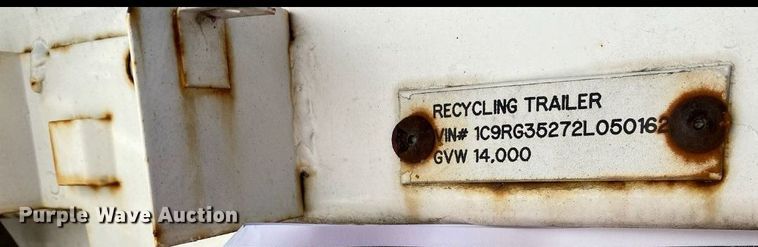 RECYCLING TRAILER
VIN# 1C9RG35272L050162
GVW 14,000
Purple Wave Auction